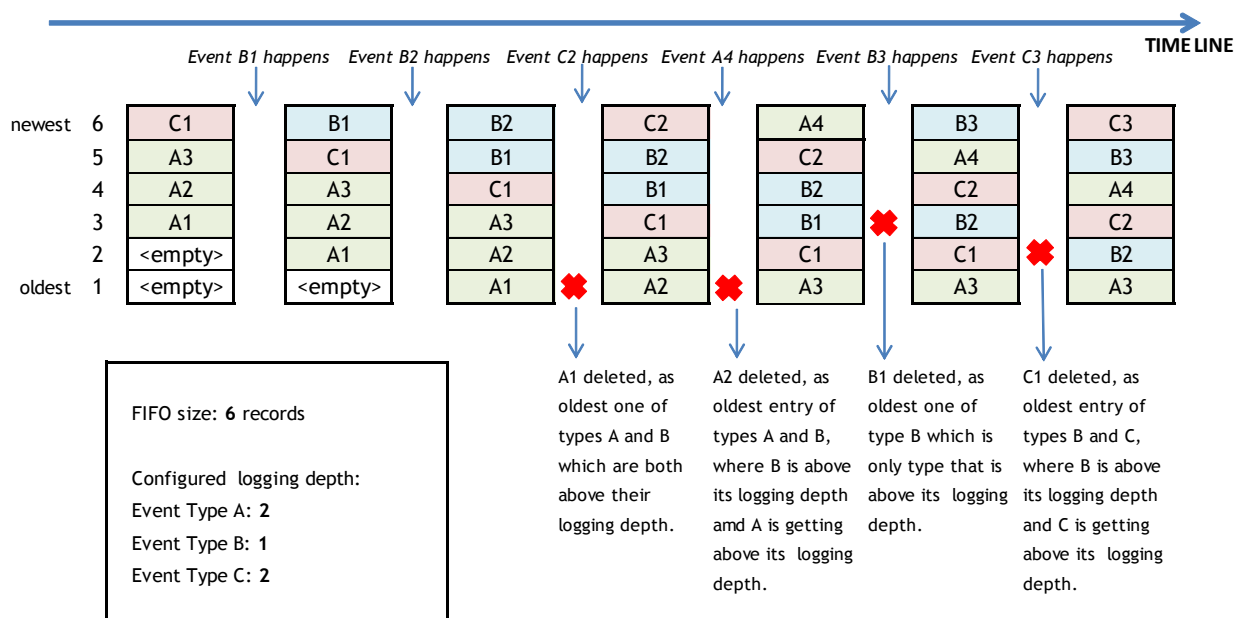 TIME LINE
Event B1 happens Event B2 happens Event C2 happens Event A4 happens Event B3 happens Event C3 happens
newest 6 C1 B1 B2 C2 A4 B3 C3
5 A3 C1 B1 B2 C2 A4 B3
4 A2 A3 C1 B1 B2 C2 A4
3 A1 A2 A3 C1 B1 B2 C2
2 <empty> A1 A2 A3 C1 C1 B2
oldest 1 <empty> <empty> A1 A2 A3 A3 A3
FIFO size: 6 records
Configured logging depth:
Event Type A: 2
Event Type B: 1
Event Type C: 2
A1 deleted, as
oldest one of
types A and B
which are both
above their
logging depth.
A2 deleted, as
oldest entry of
types A and B,
where B is above
its logging depth
amd A is getting
above its logging
depth.
B1 deleted, as
oldest one of
type B which is
only type that is
above its logging
depth.
C1 deleted, as
oldest entry of
types B and C,
where B is above
its logging depth
and C is getting
above its logging
depth.